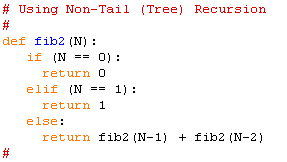 # Using Non-Tail (Tree) Recursion
#
def fib2(N):
   if (N == 0):
     return 0
   elif (N == 1):
     return 1
   else:
     return fib2(N-1) + fib2(N-2)
#